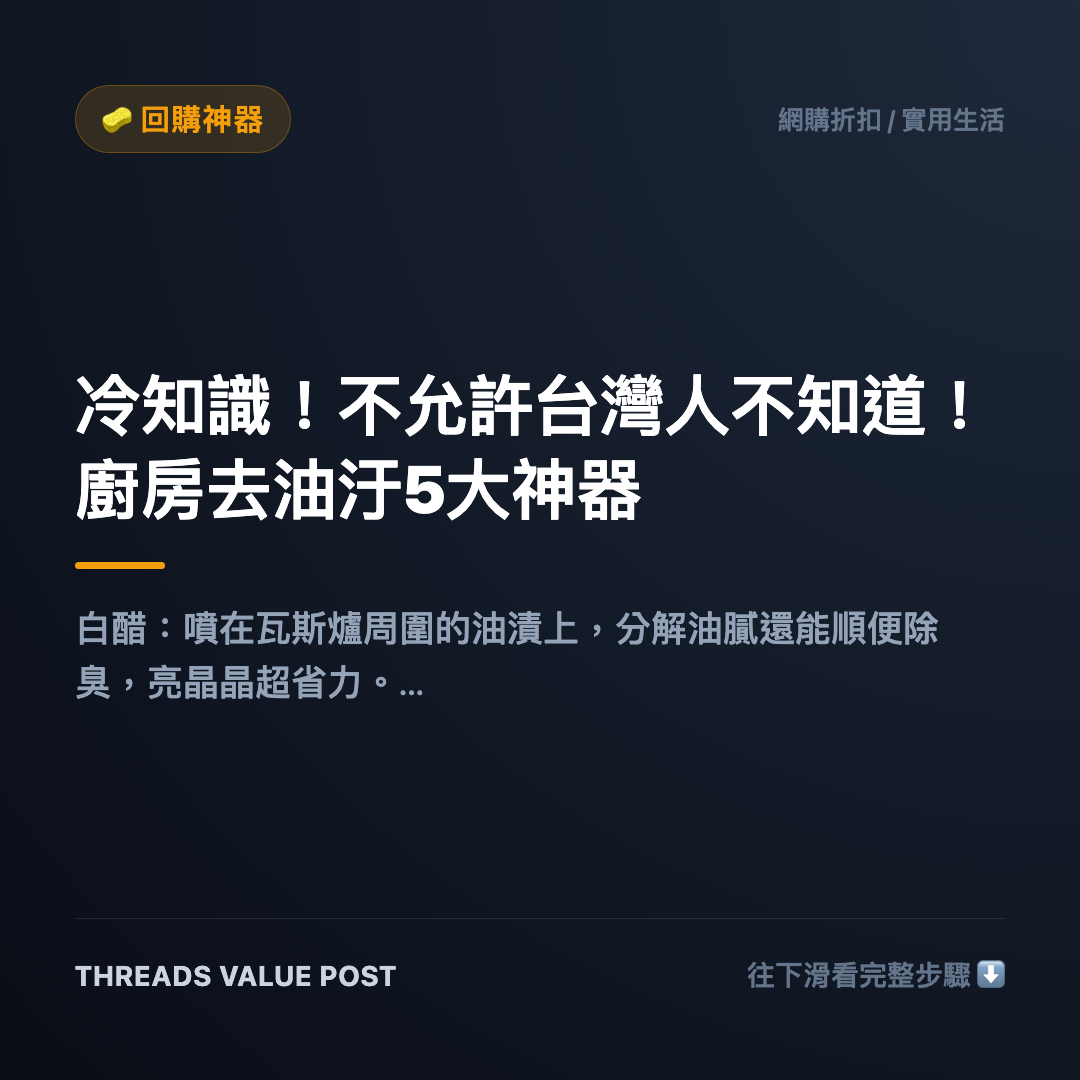 🧽 回購神器
網購折扣 / 實用生活
冷知識！不允許台灣人不知道！
廚房去油汙5大神器
白醋：噴在瓦斯爐周圍的油漬上，分解油膩還能順便除
臭，亮晶晶超省力。...
THREADS VALUE POST
往下滑看完整步驟 ⬇️